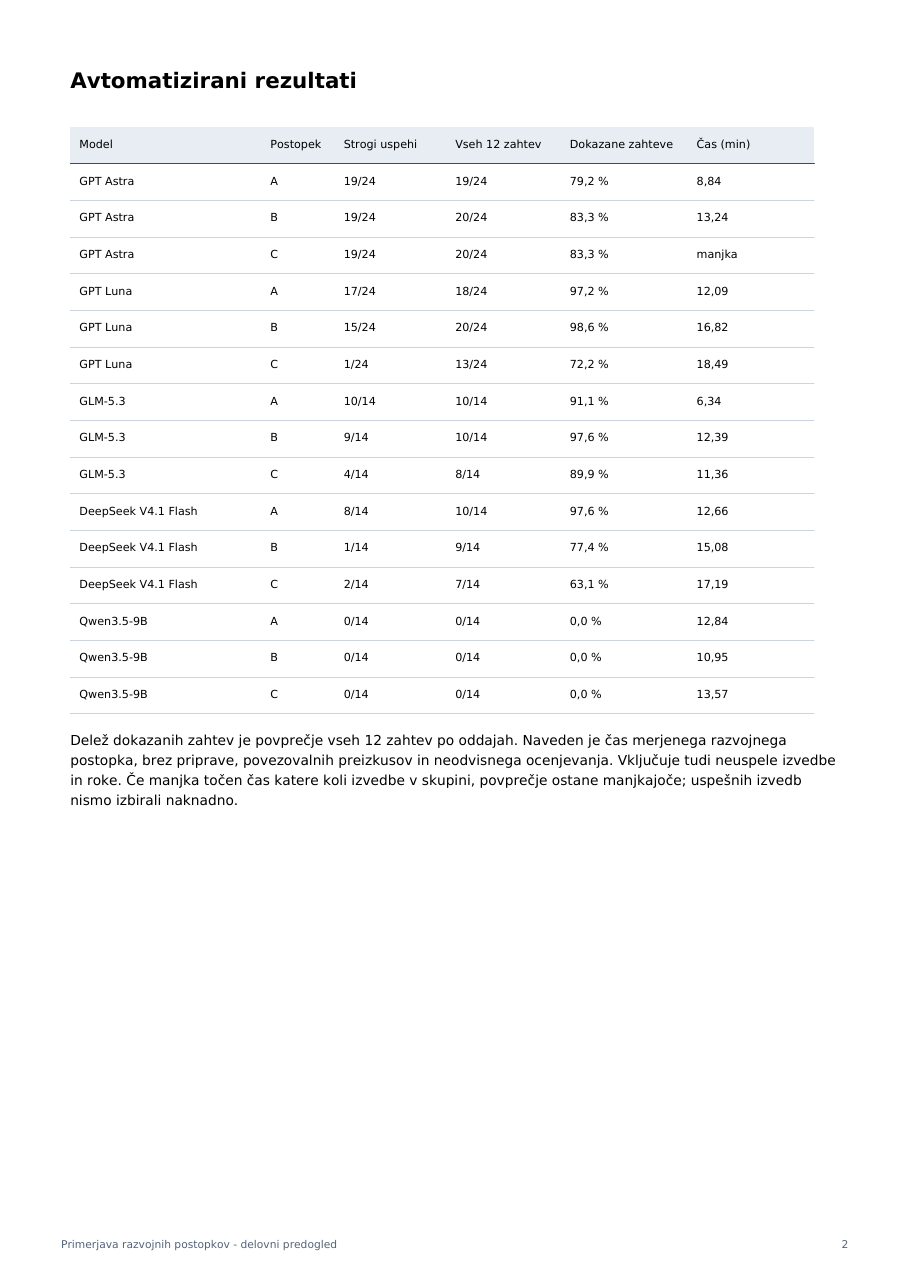 Avtomatizirani rezultati
Model Postopek Strogi uspehi Vseh 12 zahtev Dokazane zahteve Čas (min)
GPT Astra A 19/24 19/24 79,2 % 8,84
GPT Astra B 19/24 20/24 83,3 % 13,24
GPT Astra C 19/24 20/24 83,3 % manjka
GPT Luna A 17/24 18/24 97,2 % 12,09
GPT Luna B 15/24 20/24 98,6 % 16,82
GPT Luna C 1/24 13/24 72,2 % 18,49
GLM-5.3 A 10/14 10/14 91,1 % 6,34
GLM-5.3 B 9/14 10/14 97,6 % 12,39
GLM-5.3 C 4/14 8/14 89,9 % 11,36
DeepSeek V4.1 Flash A 8/14 10/14 97,6 % 12,66
DeepSeek V4.1 Flash B 1/14 9/14 77,4 % 15,08
DeepSeek V4.1 Flash C 2/14 7/14 63,1 % 17,19
Qwen3.5-9B A 0/14 0/14 0,0 % 12,84
Qwen3.5-9B B 0/14 0/14 0,0 % 10,95
Qwen3.5-9B C 0/14 0/14 0,0 % 13,57
Delež dokazanih zahtev je povprečje vseh 12 zahtev po oddajah. Naveden je čas merjenega razvojnega
postopka, brez priprave, povezovalnih preizkusov in neodvisnega ocenjevanja. Vključuje tudi neuspele izvedbe
in roke. Če manjka točen čas katere koli izvedbe v skupini, povprečje ostane manjkajoče; uspešnih izvedb
nismo izbirali naknadno.
Primerjava razvojnih postopkov - delovni predogled 2